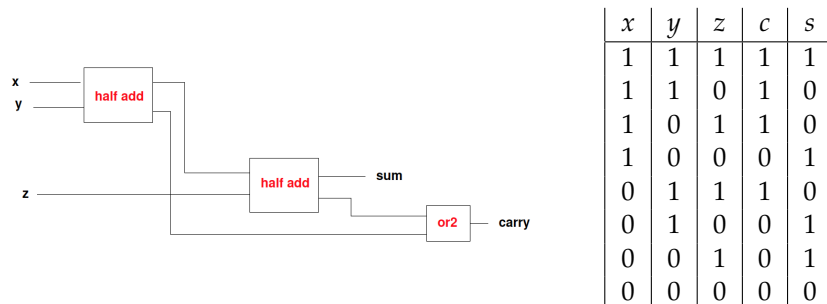 x
y
half add
z
half add
sum
or2
carry
x y z c s
1 1 1 1 1
1 1 0 1 0
1 0 1 1 0
1 0 0 0 1
0 1 1 1 0
0 1 0 0 1
0 0 1 0 1
0 0 0 0 0